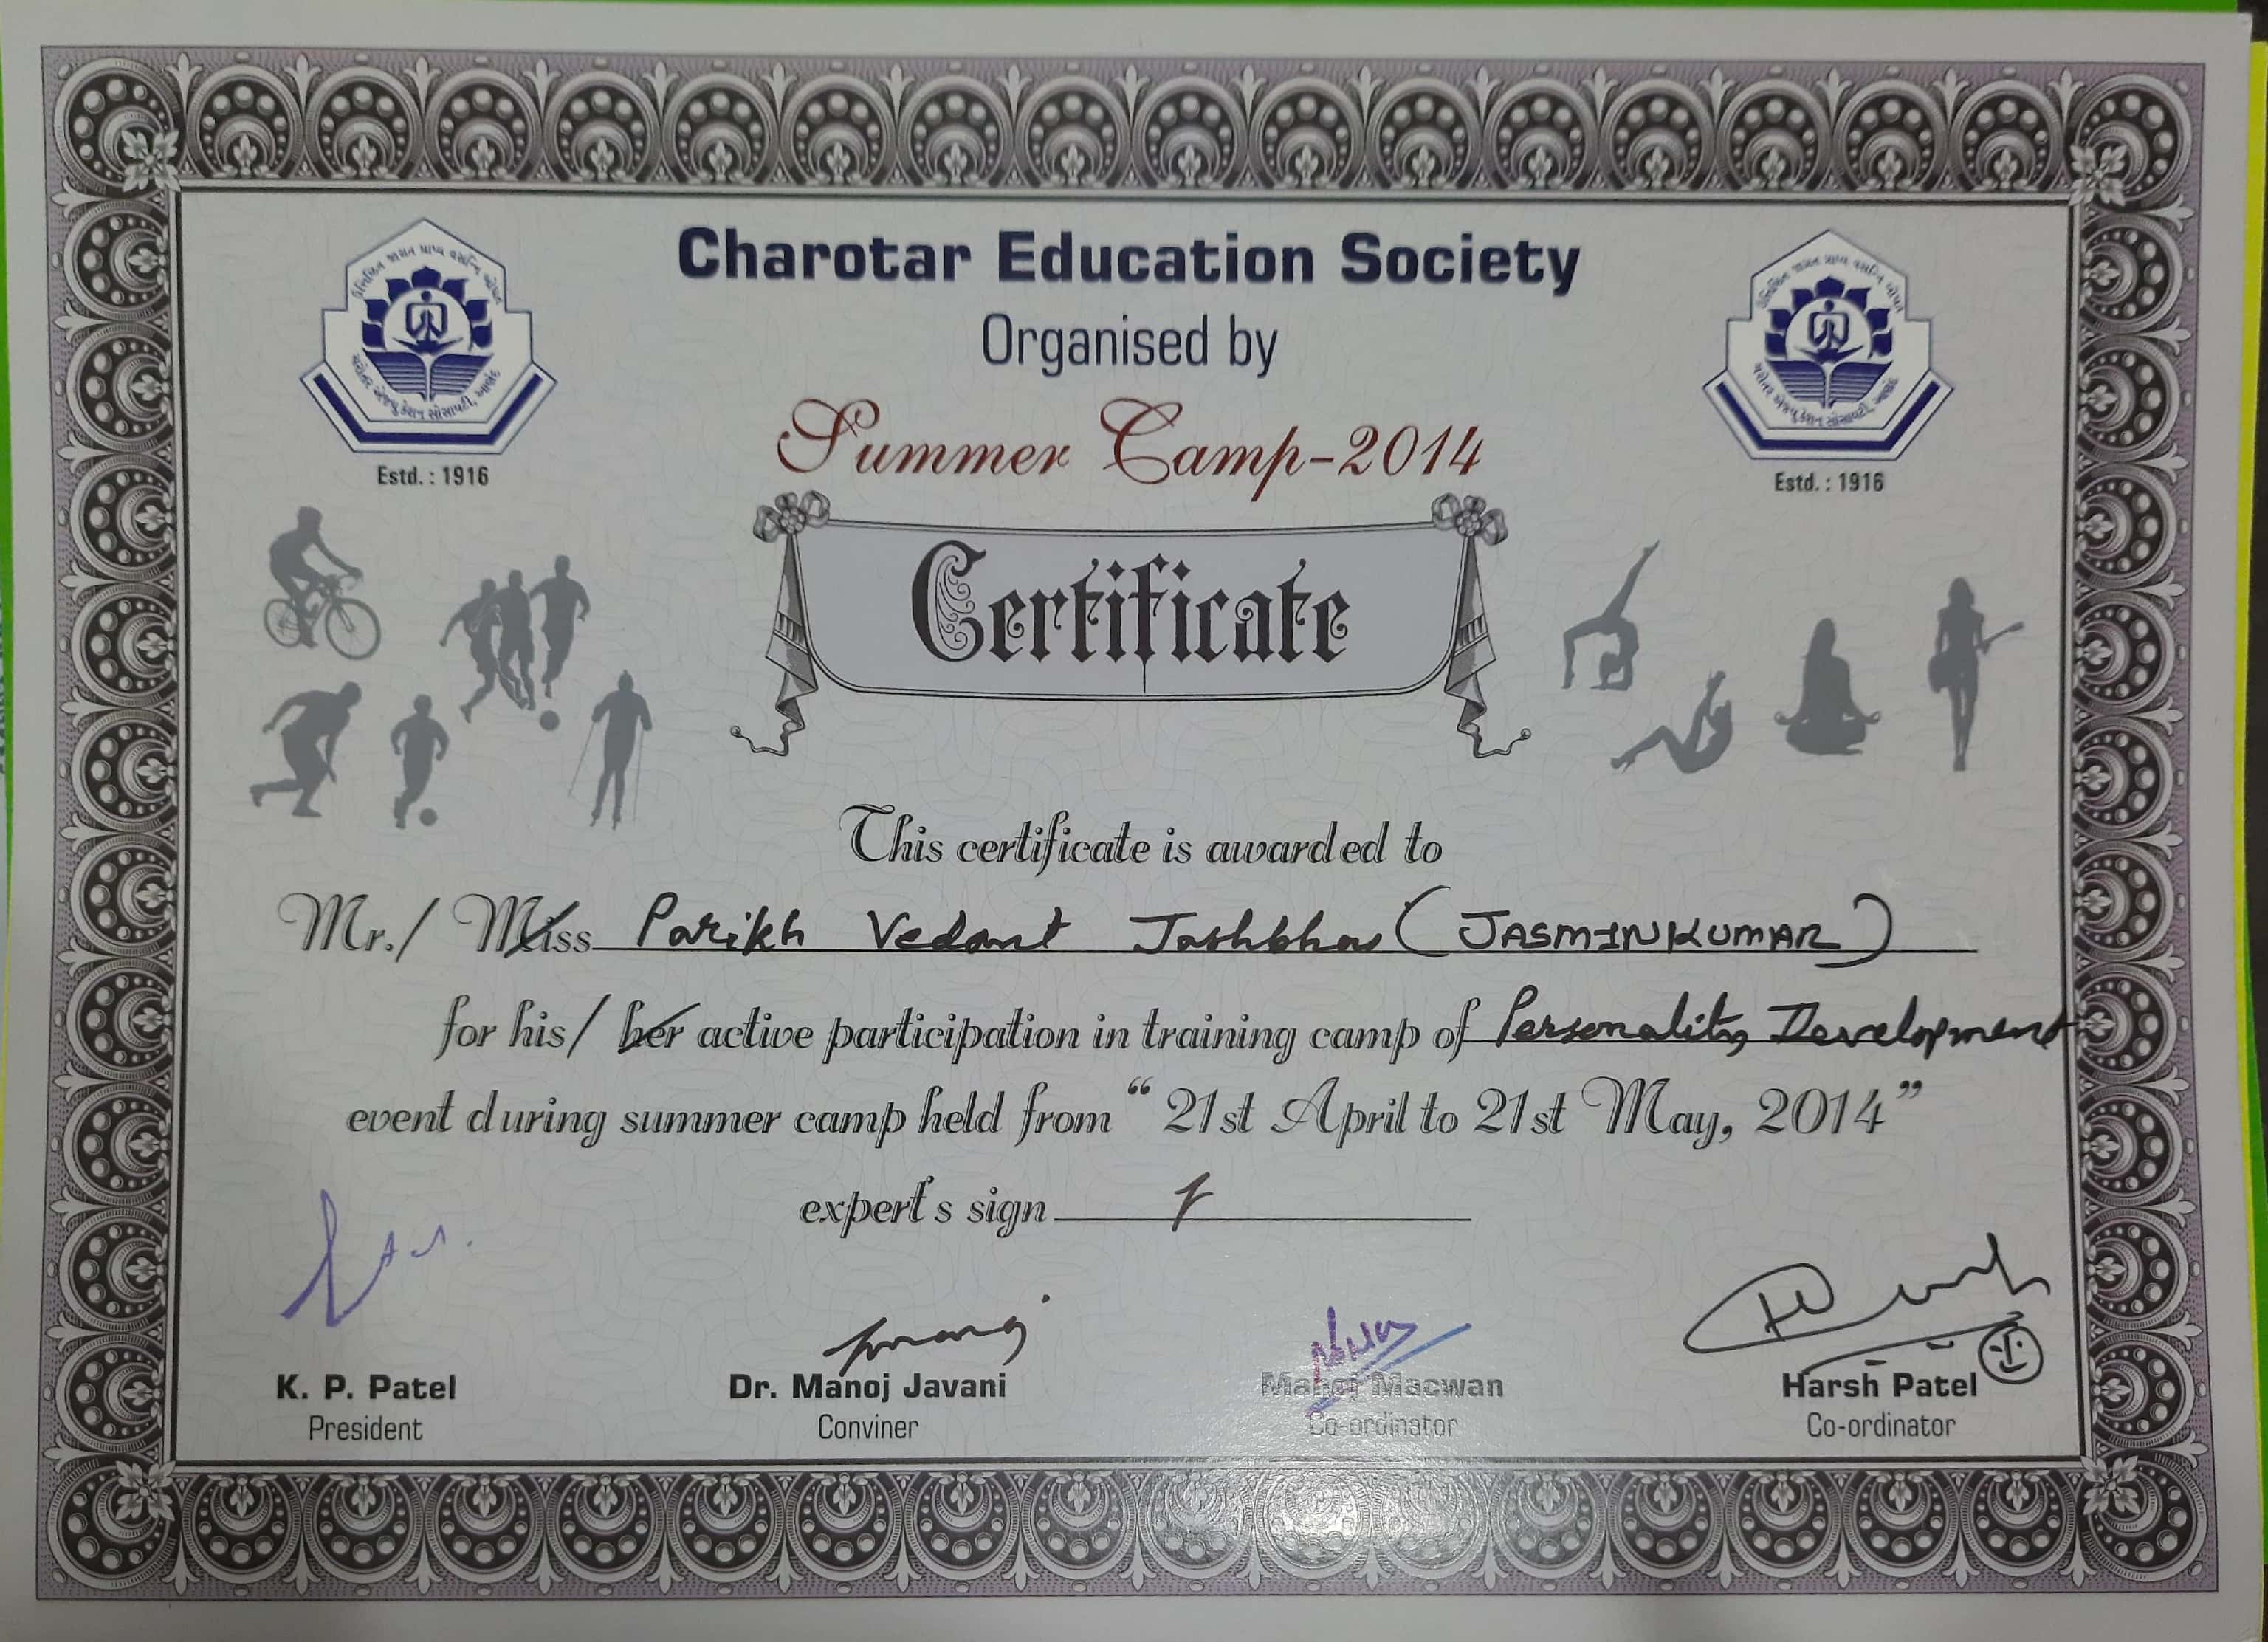 Charotar Education Society
Organised by
Summer Camp-2014
Estd. : 1916
Estd. : 1916
Certificate
This certificate is awarded to
Mr./ Miss Parikh Vedant Jashbhai (JASMINKUMAR)
for his/ her active participation in training camp of Personality Development
event during summer camp held from “ 21st April to 21st May, 2014 ”
expert's sign
K. P. Patel
President
Dr. Manoj Javani
Conviner
Manoj Macwan
Co-ordinator
Harsh Patel
Co-ordinator